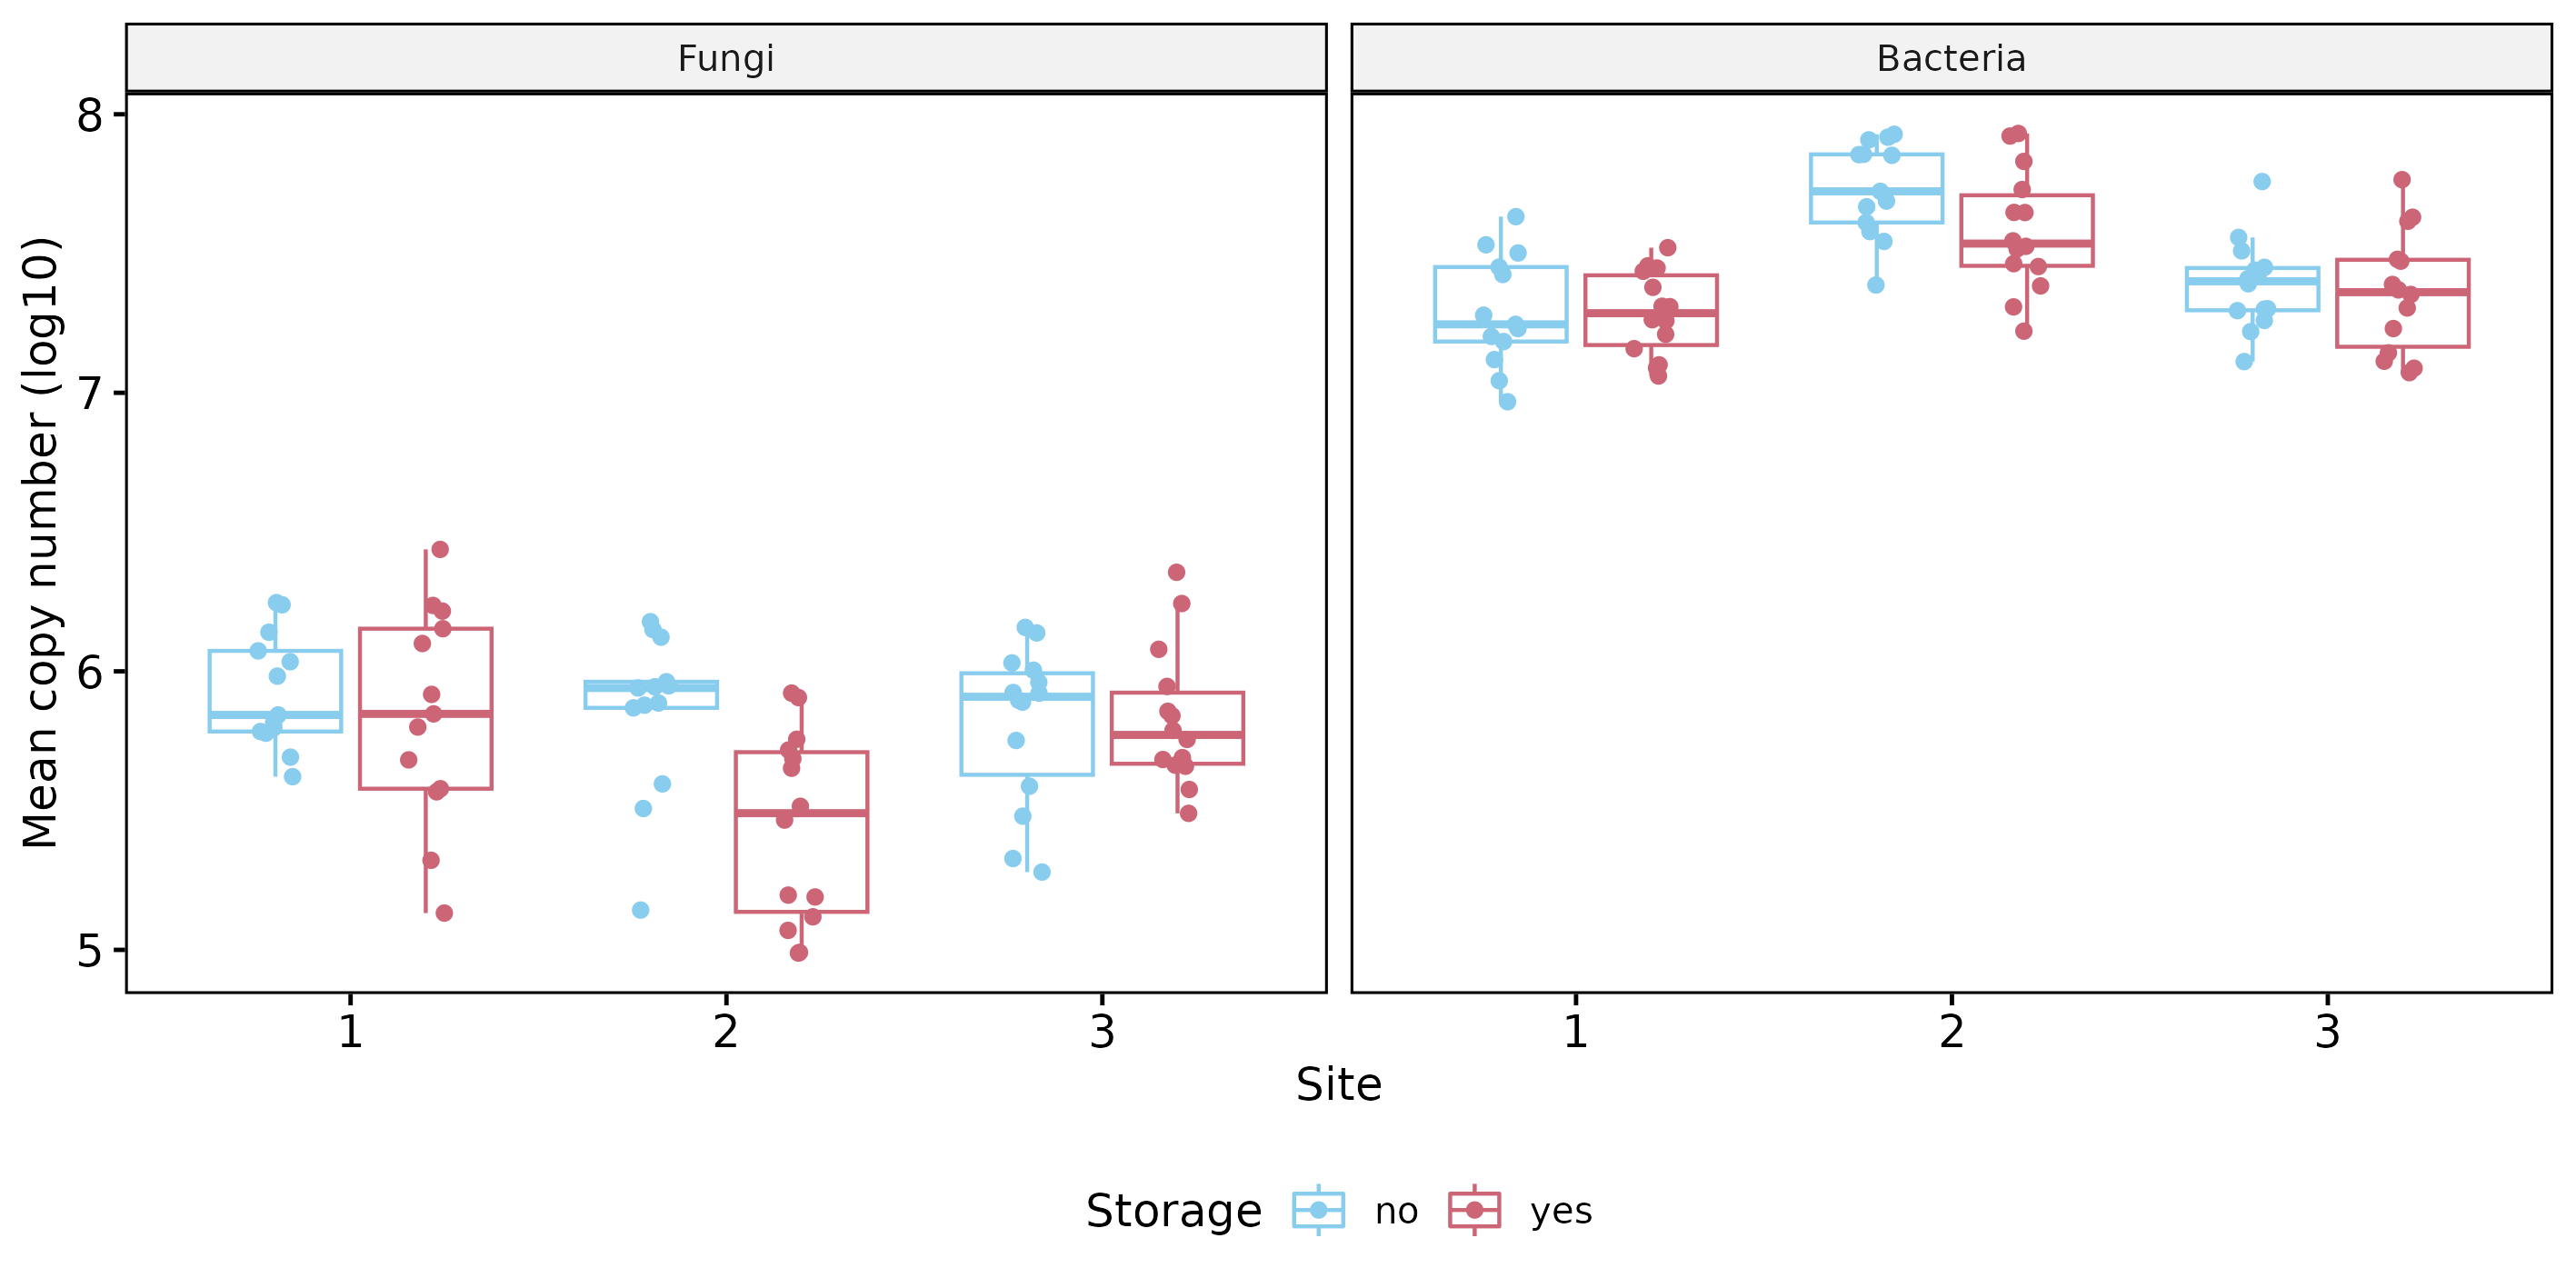 Fungi
Bacteria
Mean copy number (log10)
8
7
6
5
1 2 3
1 2 3
Site
Storage no yes